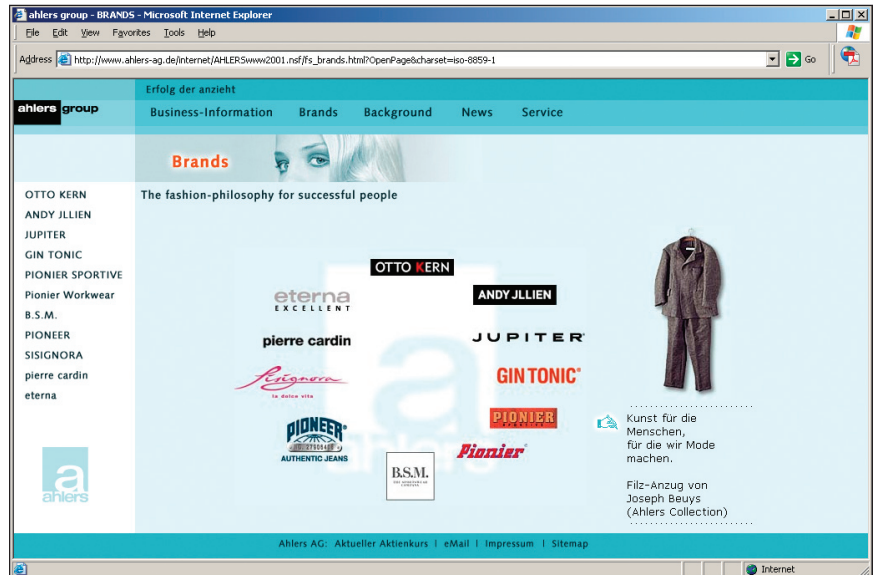 ahlers group - BRANDS - Microsoft Internet Explorer
File Edit View Favorites Tools Help
Address http://www.ahlers-ag.de/internet/AHLERSwww2001.nsf/fs_brands.html?OpenPage&charset=iso-8859-1 Go
Erfolg der anzieht
ahlers group
Business-Information Brands Background News Service
Brands
The fashion-philosophy for successful people
OTTO KERN
ANDY JLLIEN
JUPITER
GIN TONIC
PIONIER SPORTIVE
Pionier Workwear
B.S.M.
PIONEER
SISIGNORA
pierre cardin
eterna
a
ahlers
OTTO KERN
eterna
EXCELLENT
ANDY JLLIEN
pierre cardin
JUPITER
Sisignora
la dolce vita
GIN TONIC®
PIONEER®
AUTHENTIC JEANS
PIONIER
Pionier®
B.S.M.
a
ahlers
Kunst für die
Menschen,
für die wir Mode
machen.
Filz-Anzug von
Joseph Beuys
(Ahlers Collection)
Ahlers AG: Aktueller Aktienkurs | eMail | Impressum | Sitemap
Internet